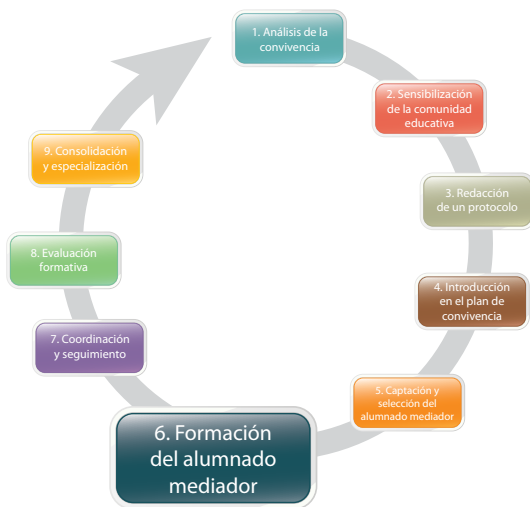 1. Análisis de la
convivencia
2. Sensibilización
de la comunidad
educativa
3. Redacción
de un protocolo
4. Introducción
en el plan de
convivencia
5. Captación y
selección del
alumnado mediador
6. Formación
del alumnado
mediador
7. Coordinación
y seguimiento
8. Evaluación
formativa
9. Consolidación
y especialización